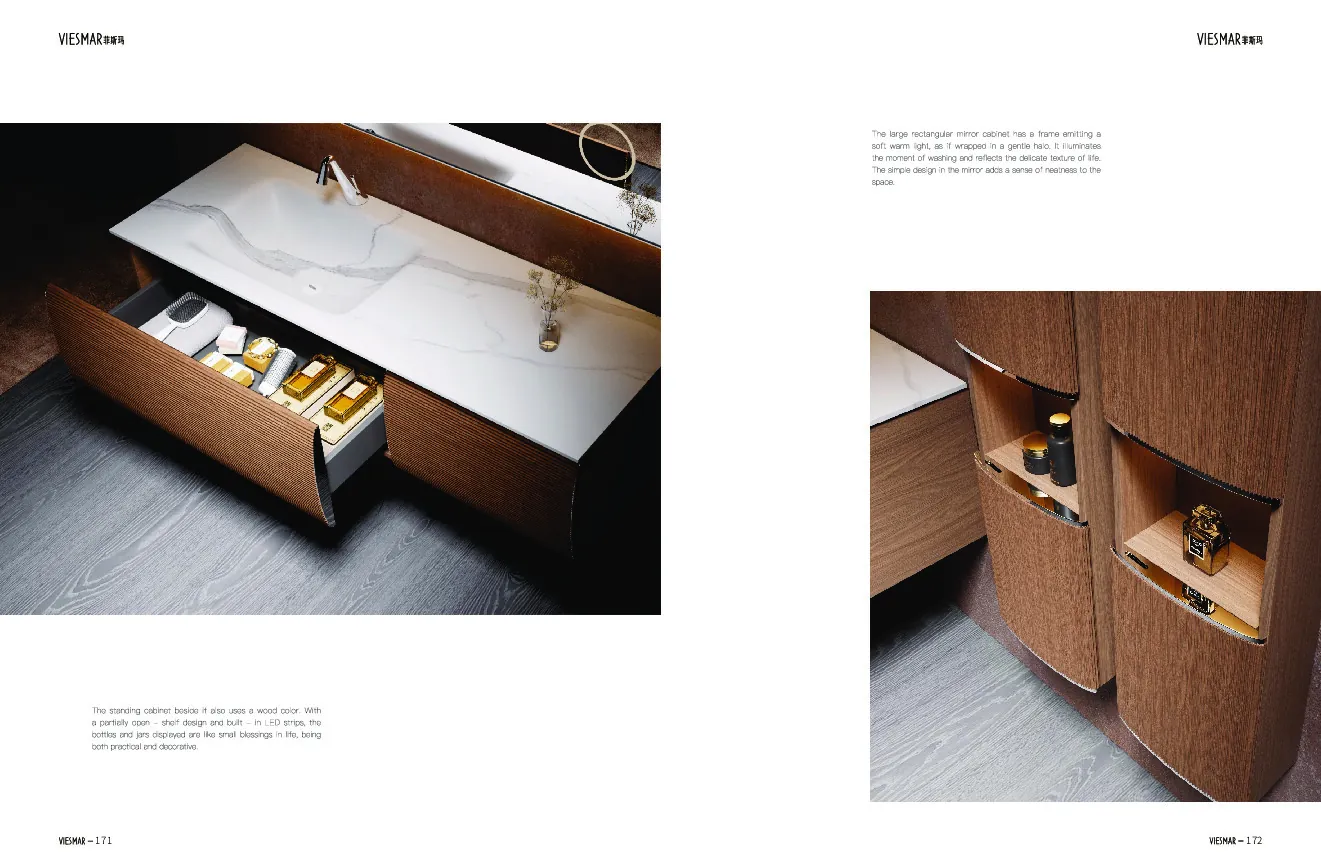 VIESMAR菲斯玛
VIESMAR菲斯玛
The large rectangular mirror cabinet has a frame emitting a
soft warm light, as if wrapped in a gentle halo. It illuminates
the moment of washing and reflects the delicate texture of life.
The simple design in the mirror adds a sense of neatness to the
space.
The standing cabinet beside it also uses a wood color. With
a partially open – shelf design and built – in LED strips, the
bottles and jars displayed are like small blessings in life, being
both practical and decorative.
VIESMAR — 171
VIESMAR — 172